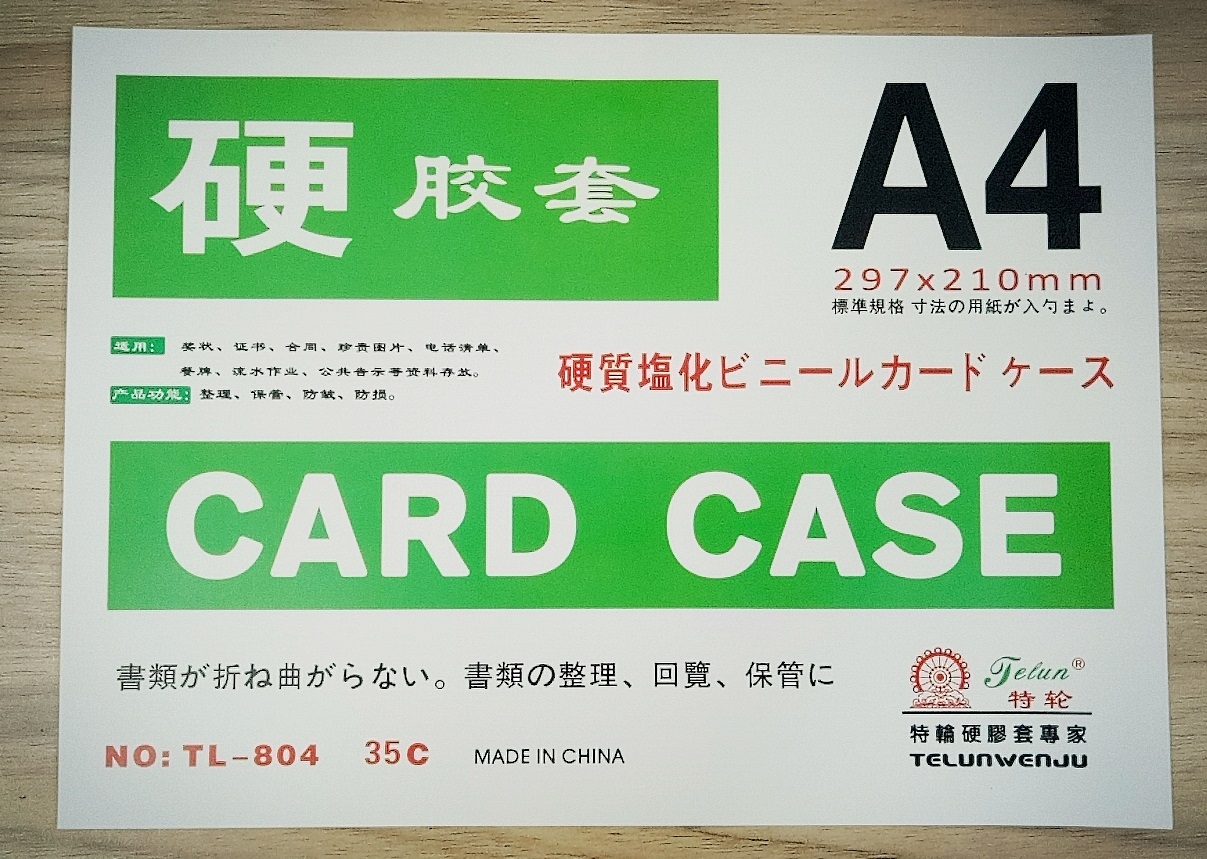 硬胶套
A4
297x210mm
標準規格 寸法の用紙が入勺まよ。
适用： 奖状、证书、合同、珍贵图片、电话清单、
餐牌、流水作业、公共告示等资料存放。
产品功能： 整理、保管、防皱、防损。
硬質塩化ビニールカードケース
CARD CASE
書類が折ね曲がらない。書類の整理、回覽、保管に
Telun®
特轮
特輪硬膠套專家
TELUNWENJU
NO: TL-804 35C MADE IN CHINA